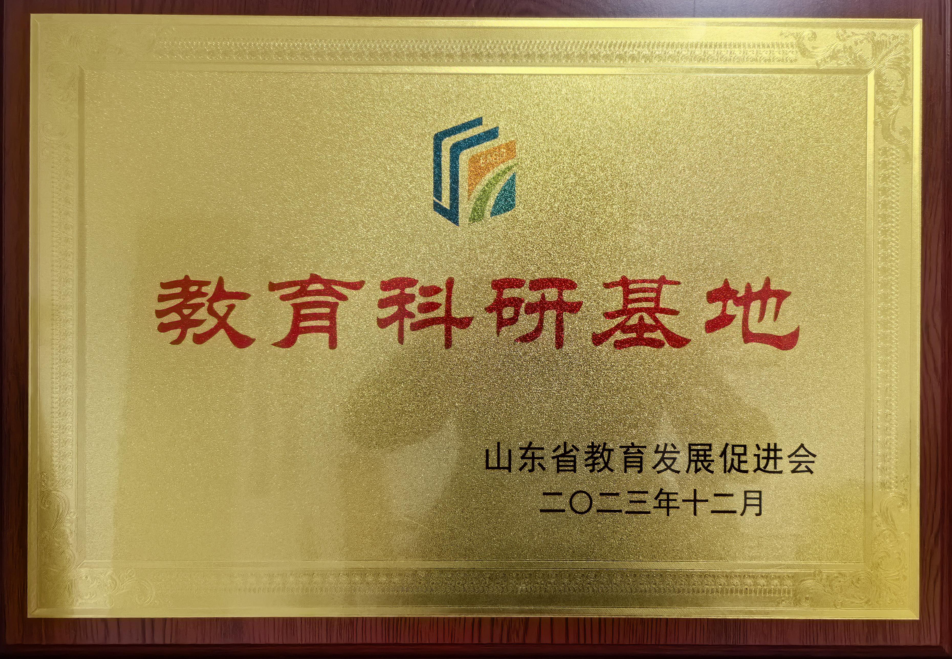 教育科研基地
山东省教育发展促进会
二〇二三年十二月